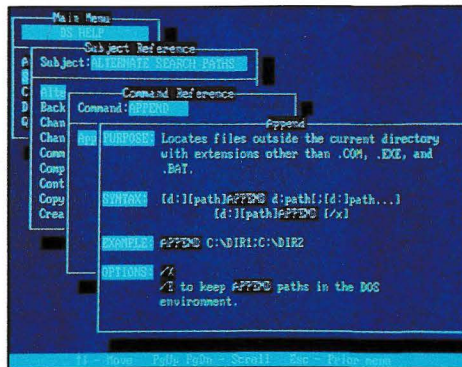 Main Menu
DS HELP
Subject Reference
Subject:ALTERNATE SEARCH PATHS
A
S
C
D
Q
Alte
Back
Chan
Chan
Comm
Comp
Cont
Copy
Crea
Command Reference
Command:APPEND
App
Append
PURPOSE: Locates files outside the current directory
with extensions other than .COM, .EXE, and
.BAT.
SYNTAX: [d:][path]APPEND d:path[;[d:]path...]
[d:][path]APPEND [/x]
EXAMPLE: APPEND C:\DIR1;C:\DIR2
OPTIONS: /X
/E to keep APPEND paths in the DOS
environment.
- Move PgUp PgDn - Scroll Esc - Prior menu